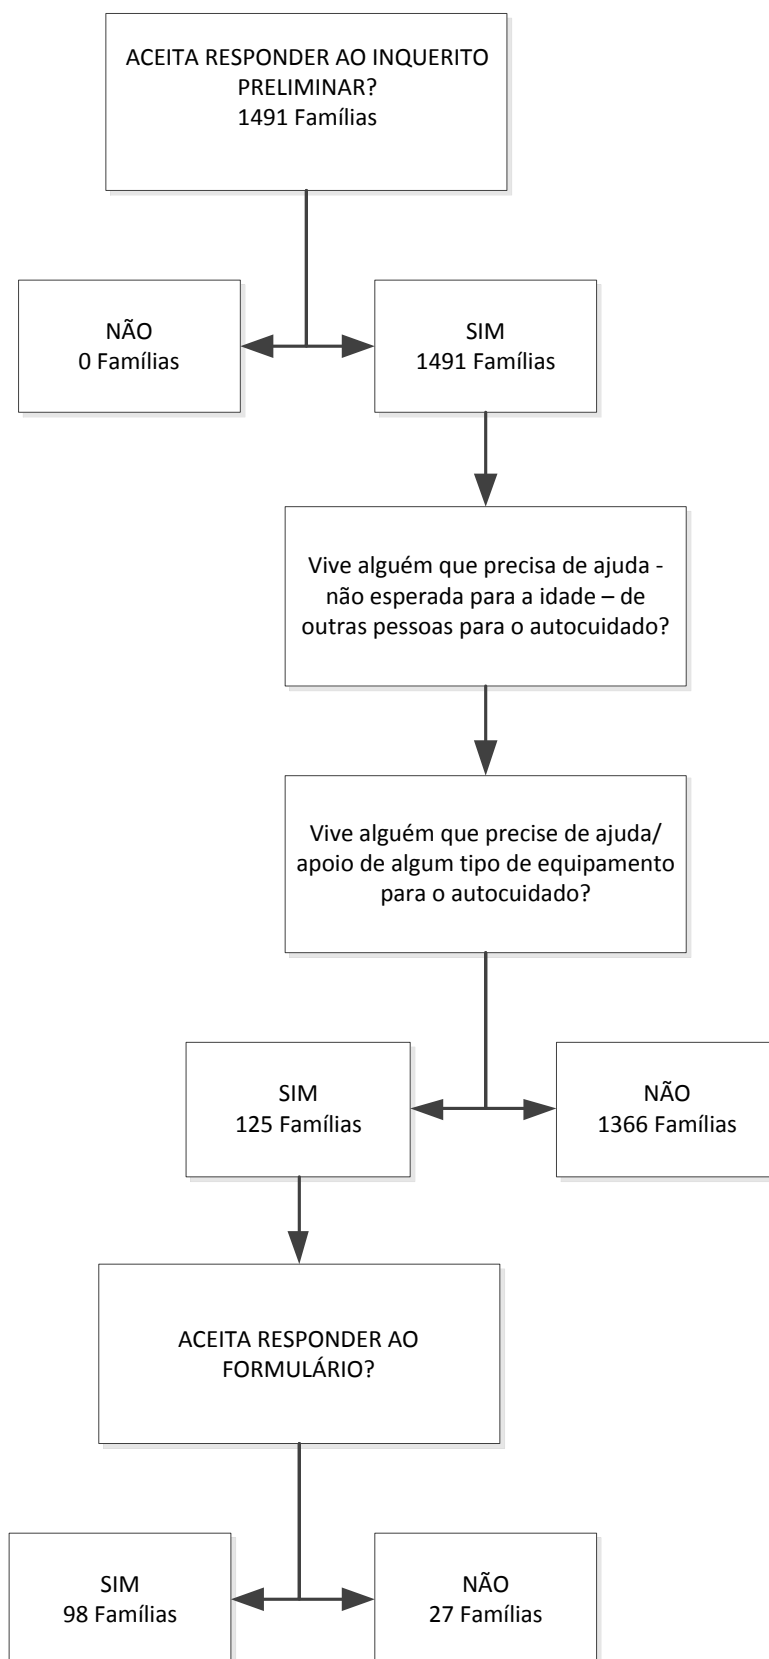 ACEITA RESPONDER AO INQUERITO
PRELIMINAR?
1491 Famílias
NÃO
0 Famílias
SIM
1491 Famílias
Vive alguém que precisa de ajuda -
não esperada para a idade – de
outras pessoas para o autocuidado?
Vive alguém que precise de ajuda/
apoio de algum tipo de equipamento
para o autocuidado?
SIM
125 Famílias
NÃO
1366 Famílias
ACEITA RESPONDER AO
FORMULÁRIO?
SIM
98 Famílias
NÃO
27 Famílias